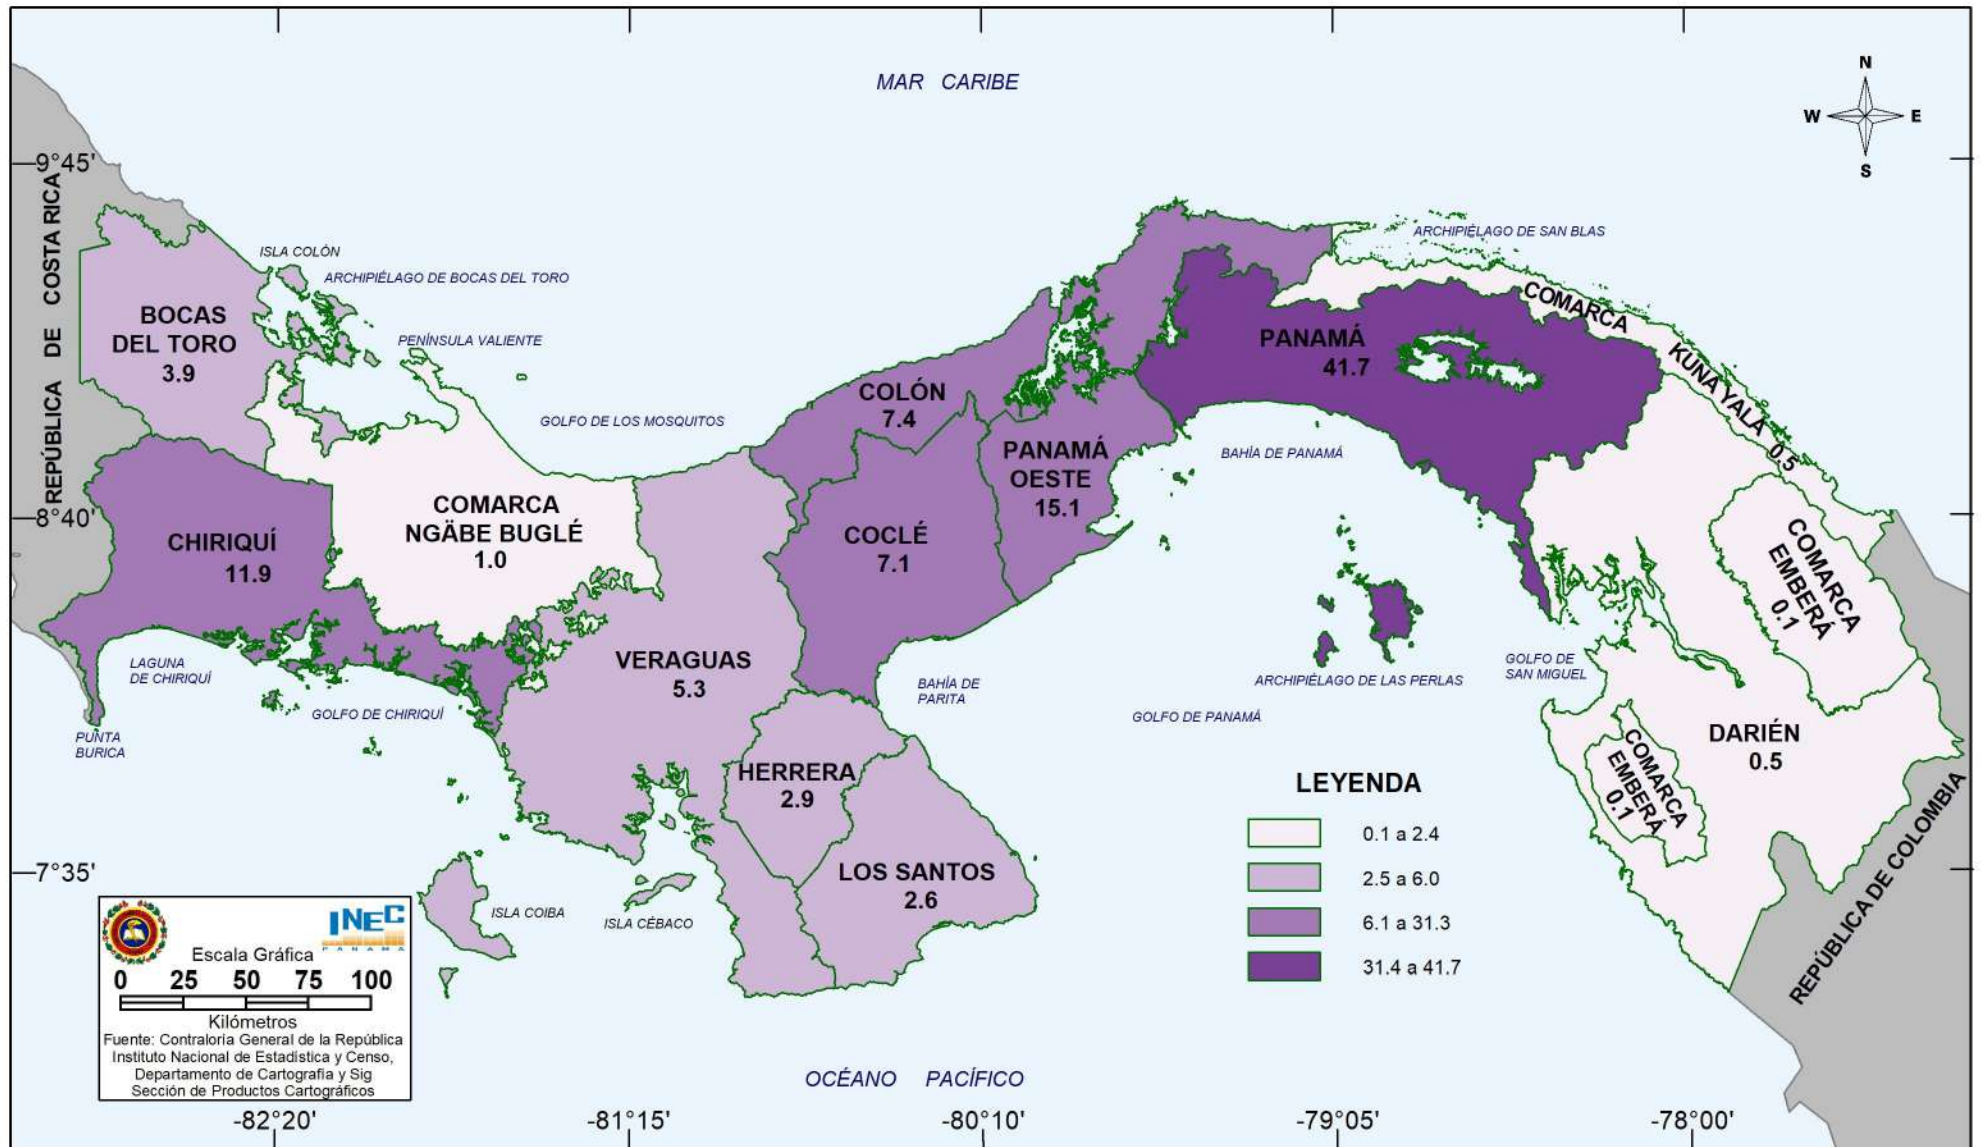 MAR CARIBE
N
W
E
S
9°45'
REPÚBLICA DE COSTA RICA
ISLA COLÓN
ARCHIPIÉLAGO DE BOCAS DEL TORO
ARCHIPIÉLAGO DE SAN BLAS
BOCAS
DEL TORO
3.9
PENÍNSULA VALIENTE
GOLFO DE LOS MOSQUITOS
COLÓN
7.4
PANAMÁ
41.7
COMARCA
KUNA YALA 0.5
PANAMÁ
OESTE
15.1
BAHÍA DE PANAMÁ
8°40'
CHIRIQUÍ
11.9
COMARCA
NGÄBE BUGLÉ
1.0
COCLÉ
7.1
COMARCA
EMBERÁ
0.1
VERAGUAS
5.3
LAGUNA
DE CHIRIQUÍ
GOLFO DE CHIRIQUÍ
PUNTA
BURICA
BAHÍA DE
PARITA
GOLFO DE PANAMÁ
ARCHIPIÉLAGO DE LAS PERLAS
GOLFO DE
SAN MIGUEL
DARIÉN
0.5
COMARCA
EMBERÁ
0.1
HERRERA
2.9
LOS SANTOS
2.6
7°35'
ISLA COIBA
ISLA CÉBACO
REPÚBLICA DE COLOMBIA
LEYENDA
0.1 a 2.4
2.5 a 6.0
6.1 a 31.3
31.4 a 41.7
INEC
PANAMÁ
Escala Gráfica
0 25 50 75 100
Kilómetros
Fuente: Contraloría General de la República
Instituto Nacional de Estadística y Censo,
Departamento de Cartografía y Sig
Sección de Productos Cartográficos
OCÉANO PACÍFICO
-82°20' -81°15' -80°10' -79°05' -78°00'